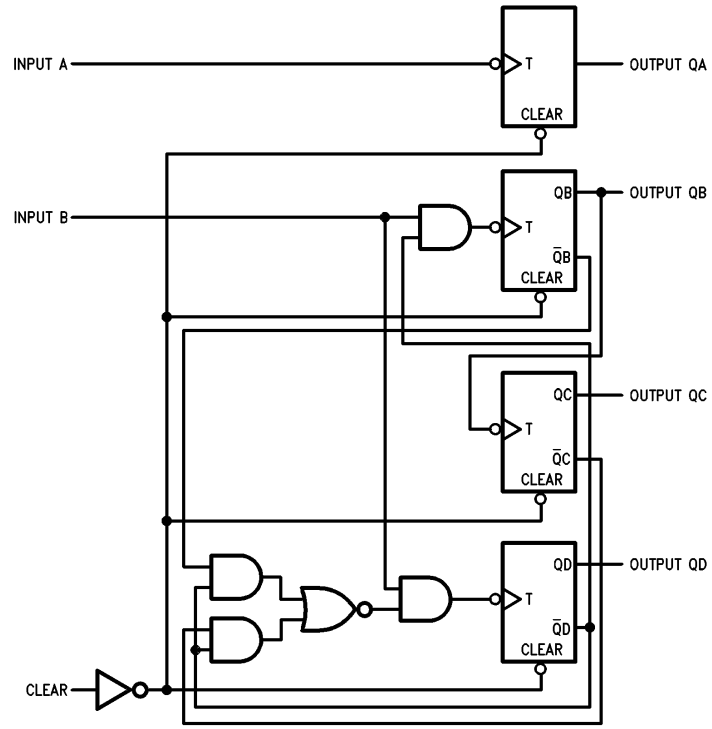 INPUT A
T
CLEAR
OUTPUT QA
INPUT B
QB
OUTPUT QB
T
Q̅B
CLEAR
QC
OUTPUT QC
T
Q̅C
CLEAR
QD
OUTPUT QD
T
Q̅D
CLEAR
CLEAR